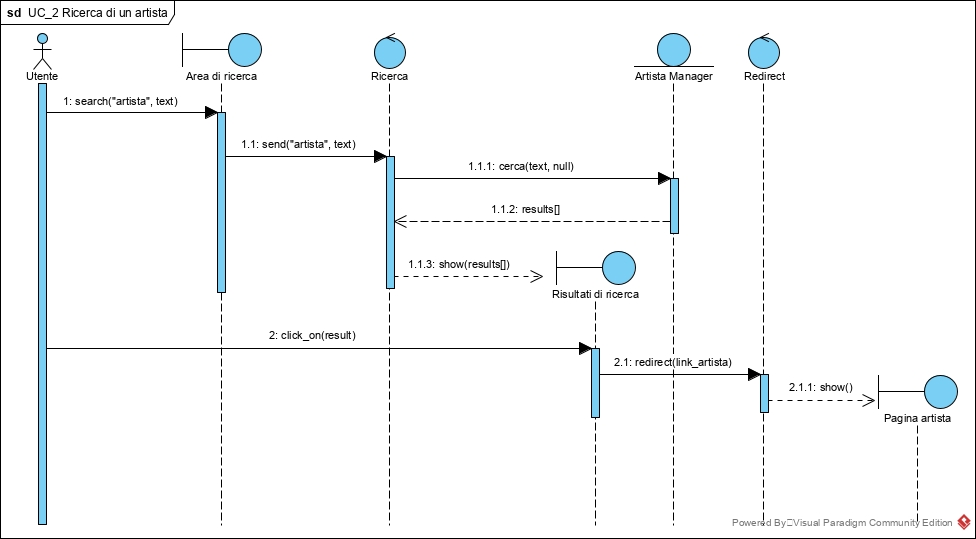 sd UC_2 Ricerca di un artista
Utente
Area di ricerca
Ricerca
Artista Manager
Redirect
1: search("artista", text)
1.1: send("artista", text)
1.1.1: cerca(text, null)
1.1.2: results[]
1.1.3: show(results[])
Risultati di ricerca
2: click_on(result)
2.1: redirect(link_artista)
2.1.1: show()
Pagina artista
Powered By Visual Paradigm Community Edition